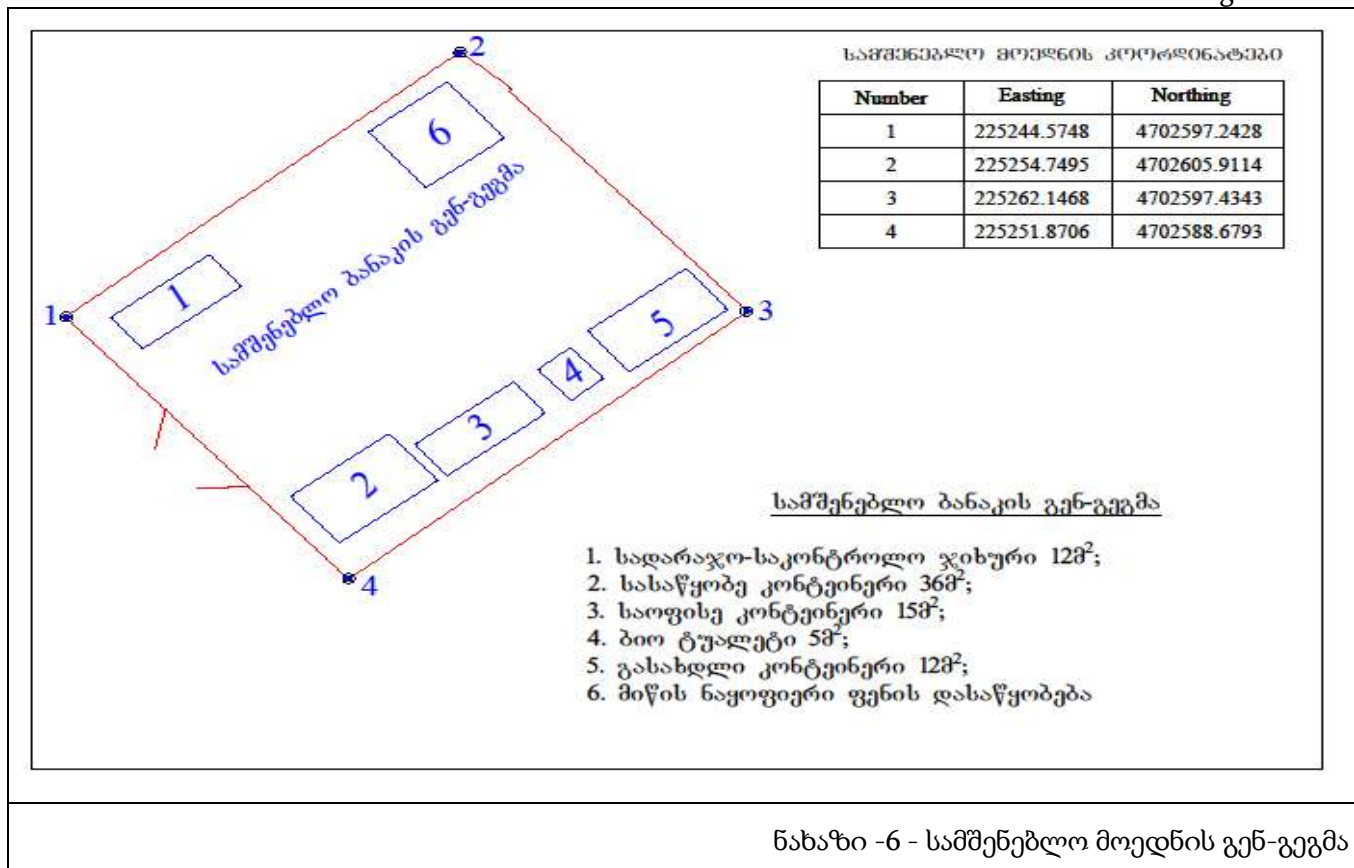 სამშენებლო მოედნის კოორდინატები
Number Easting Northing
1 225244.5748 4702597.2428
2 225254.7495 4702605.9114
3 225262.1468 4702597.4343
4 225251.8706 4702588.6793
2
6
სამშენებლო ბანაკის გენ-გეგმა
1
1
3
5
4
3
2
4
სამშენებლო ბანაკის გენ-გეგმა
1. სადარაჯო-საკონტროლო ჯიხური 12მ²;
2. სასაწყობე კონტეინერი 36მ²;
3. საოფისე კონტეინერი 15მ²;
4. ბიო ტუალეტი 5მ²;
5. გასახდლი კონტეინერი 12მ²;
6. მიწის ნაყოფიერი ფენის დასაწყობება
ნახაზი -6 - სამშენებლო მოედნის გენ-გეგმა